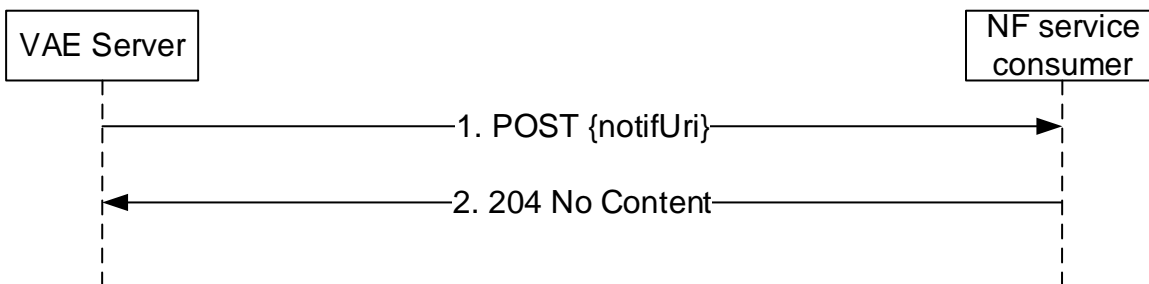 VAE Server
NF service
consumer
1. POST {notifUri}
2. 204 No Content